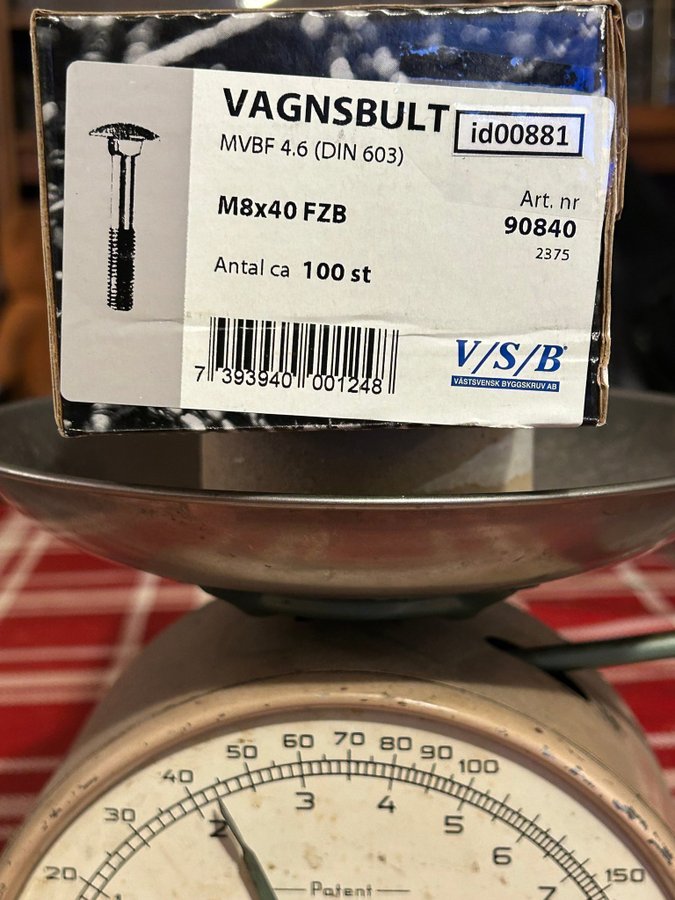 VAGNSBULT
id00881
MVBF 4.6 (DIN 603)
M8x40 FZB
Art. nr
90840
2375
Antal ca 100 st
7 393940 001248
V/S/B®
VÄSTSVENSK BYGGSKRUV AB
20 30 40 50 60 70 80 90 100 150
1 2 3 4 5 6 7
Patent